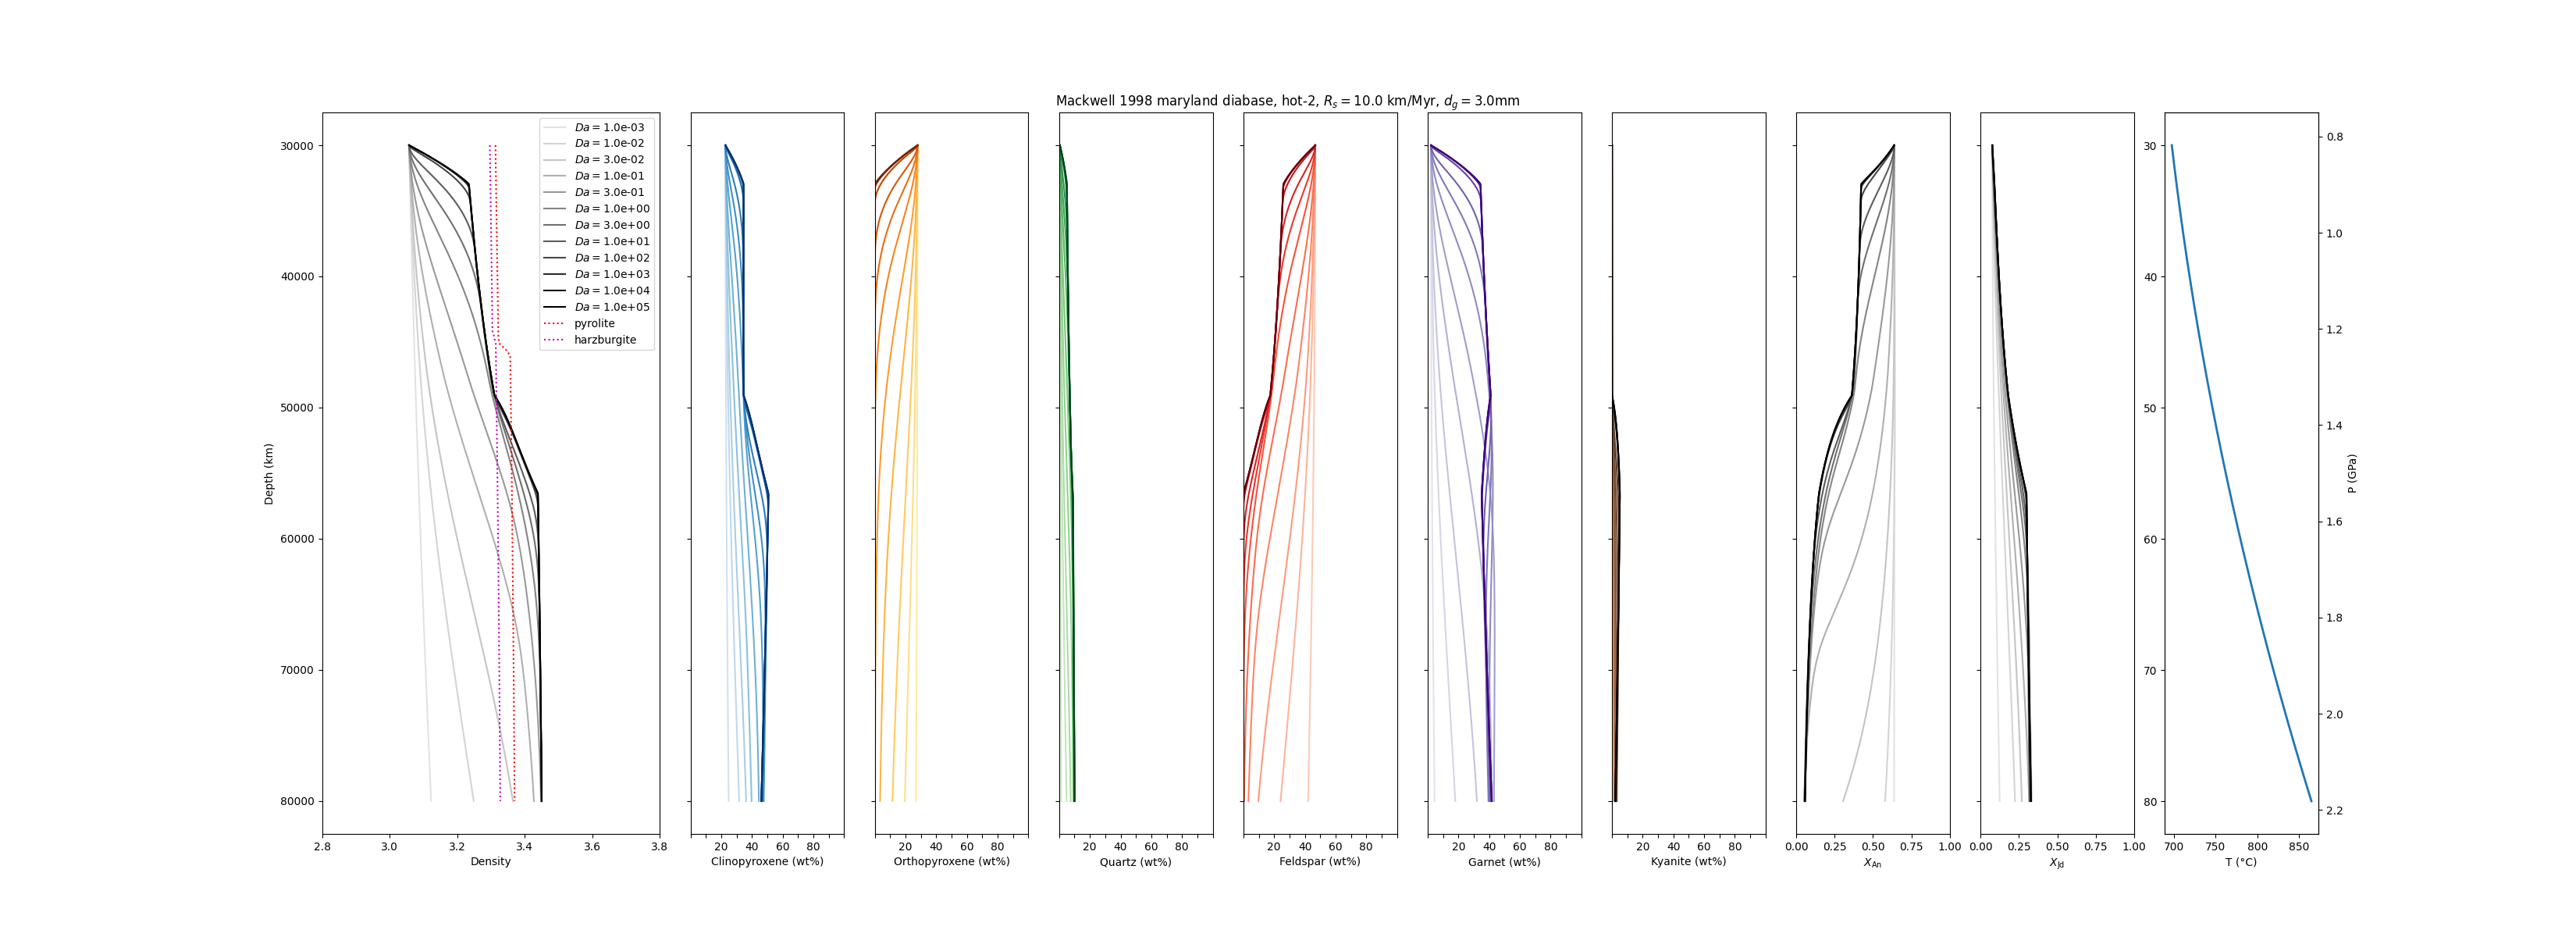 Mackwell 1998 maryland diabase, hot-2, R_s = 10.0 km/Myr, d_g = 3.0mm
Da = 1.0e-03
Da = 1.0e-02
Da = 3.0e-02
Da = 1.0e-01
Da = 3.0e-01
Da = 1.0e+00
Da = 3.0e+00
Da = 1.0e+01
Da = 1.0e+02
Da = 1.0e+03
Da = 1.0e+04
Da = 1.0e+05
pyrolite
harzburgite
Depth (km)
30000
40000
50000
60000
70000
80000
2.8 3.0 3.2 3.4 3.6 3.8
Density
20 40 60 80
Clinopyroxene (wt%)
20 40 60 80
Orthopyroxene (wt%)
20 40 60 80
Quartz (wt%)
20 40 60 80
Feldspar (wt%)
20 40 60 80
Garnet (wt%)
20 40 60 80
Kyanite (wt%)
0.00 0.25 0.50 0.75 1.00
X_An
0.00 0.25 0.50 0.75 1.00
X_Jd
30
40
50
60
70
80
700 750 800 850
T (°C)
0.8
1.0
1.2
1.4
1.6
1.8
2.0
2.2
P (GPa)